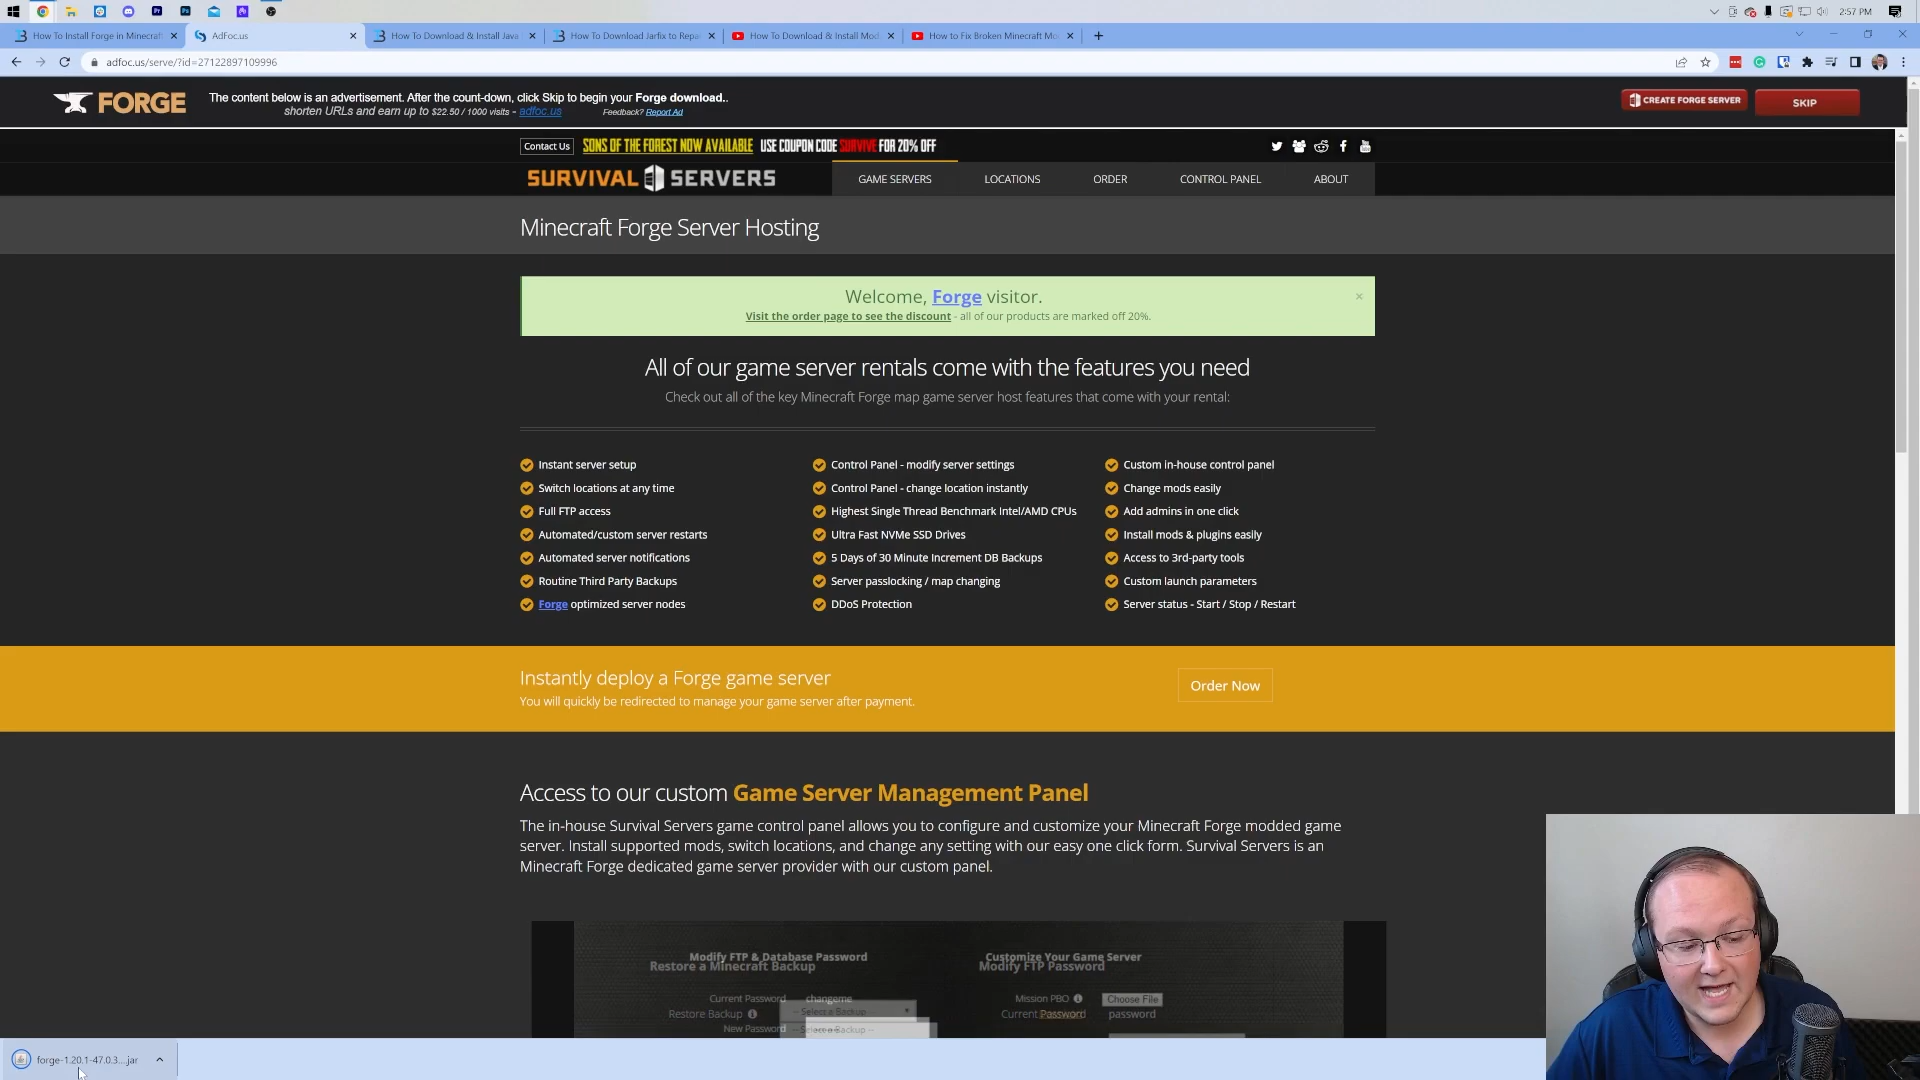 2:57 PM
How To Install Forge in Minecraft
AdFoc.us
How To Download & Install Java
How To Download Jarfix to Repai
How To Download & Install Mod
How to Fix Broken Minecraft Mo
adfoc.us/serve/?id=27122897109996
FORGE
The content below is an advertisement. After the count-down, click Skip to begin your Forge download..
shorten URLs and earn up to $22.50 / 1000 visits - adfoc.us
Feedback? Report Ad
CREATE FORGE SERVER
SKIP
Contact Us
SONS OF THE FOREST NOW AVAILABLE USE COUPON CODE SURVIVE FOR 20% OFF
SURVIVAL SERVERS
GAME SERVERS
LOCATIONS
ORDER
CONTROL PANEL
ABOUT
Minecraft Forge Server Hosting
Welcome, Forge visitor.
Visit the order page to see the discount - all of our products are marked off 20%.
All of our game server rentals come with the features you need
Check out all of the key Minecraft Forge map game server host features that come with your rental:
Instant server setup
Switch locations at any time
Full FTP access
Automated/custom server restarts
Automated server notifications
Routine Third Party Backups
Forge optimized server nodes
Control Panel - modify server settings
Control Panel - change location instantly
Highest Single Thread Benchmark Intel/AMD CPUs
Ultra Fast NVMe SSD Drives
5 Days of 30 Minute Increment DB Backups
Server passlocking / map changing
DDoS Protection
Custom in-house control panel
Change mods easily
Add admins in one click
Install mods & plugins easily
Access to 3rd-party tools
Custom launch parameters
Server status - Start / Stop / Restart
Instantly deploy a Forge game server
You will quickly be redirected to manage your game server after payment.
Order Now
Access to our custom Game Server Management Panel
The in-house Survival Servers game control panel allows you to configure and customize your Minecraft Forge modded game
server. Install supported mods, switch locations, and change any setting with our easy one click form. Survival Servers is an
Minecraft Forge dedicated game server provider with our custom panel.
Modify FTP & Database Password
Restore a Minecraft Backup
Current Password changeme
Restore Backup -- Select a Backup --
New Password -- Select a Backup --
Customize Your Game Server
Modify FTP Password
Mission PBO Choose File
Current Password password
forge-1.20.1-47.0.3....jar